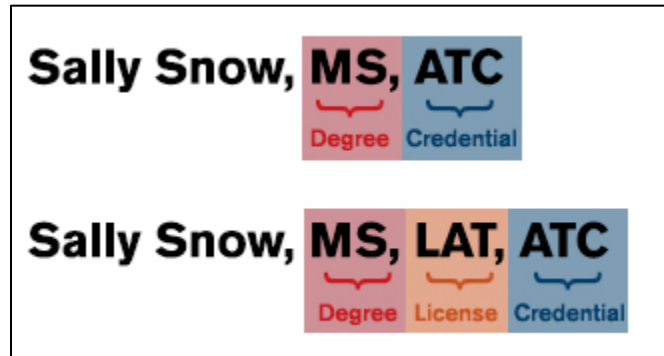 Sally Snow, MS, ATC
Degree Credential
Sally Snow, MS, LAT, ATC
Degree License Credential